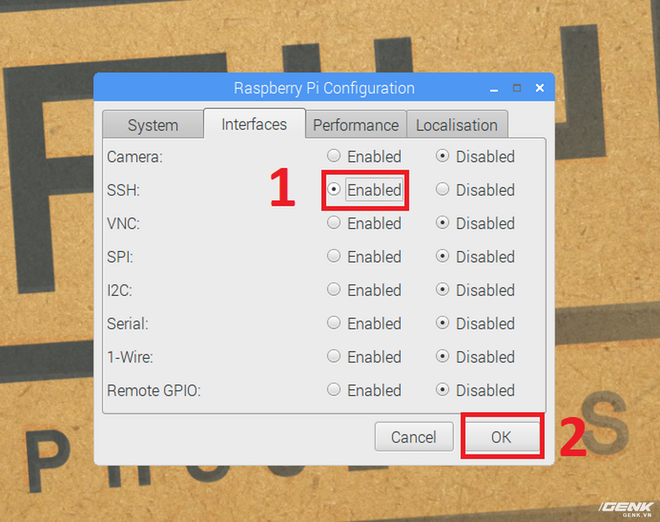 Raspberry Pi Configuration
System Interfaces Performance Localisation
Camera: Enabled Disabled
1
SSH: Enabled Disabled
VNC: Enabled Disabled
SPI: Enabled Disabled
I2C: Enabled Disabled
Serial: Enabled Disabled
1-Wire: Enabled Disabled
Remote GPIO: Enabled Disabled
Cancel OK 2
GENK
GENK.VN